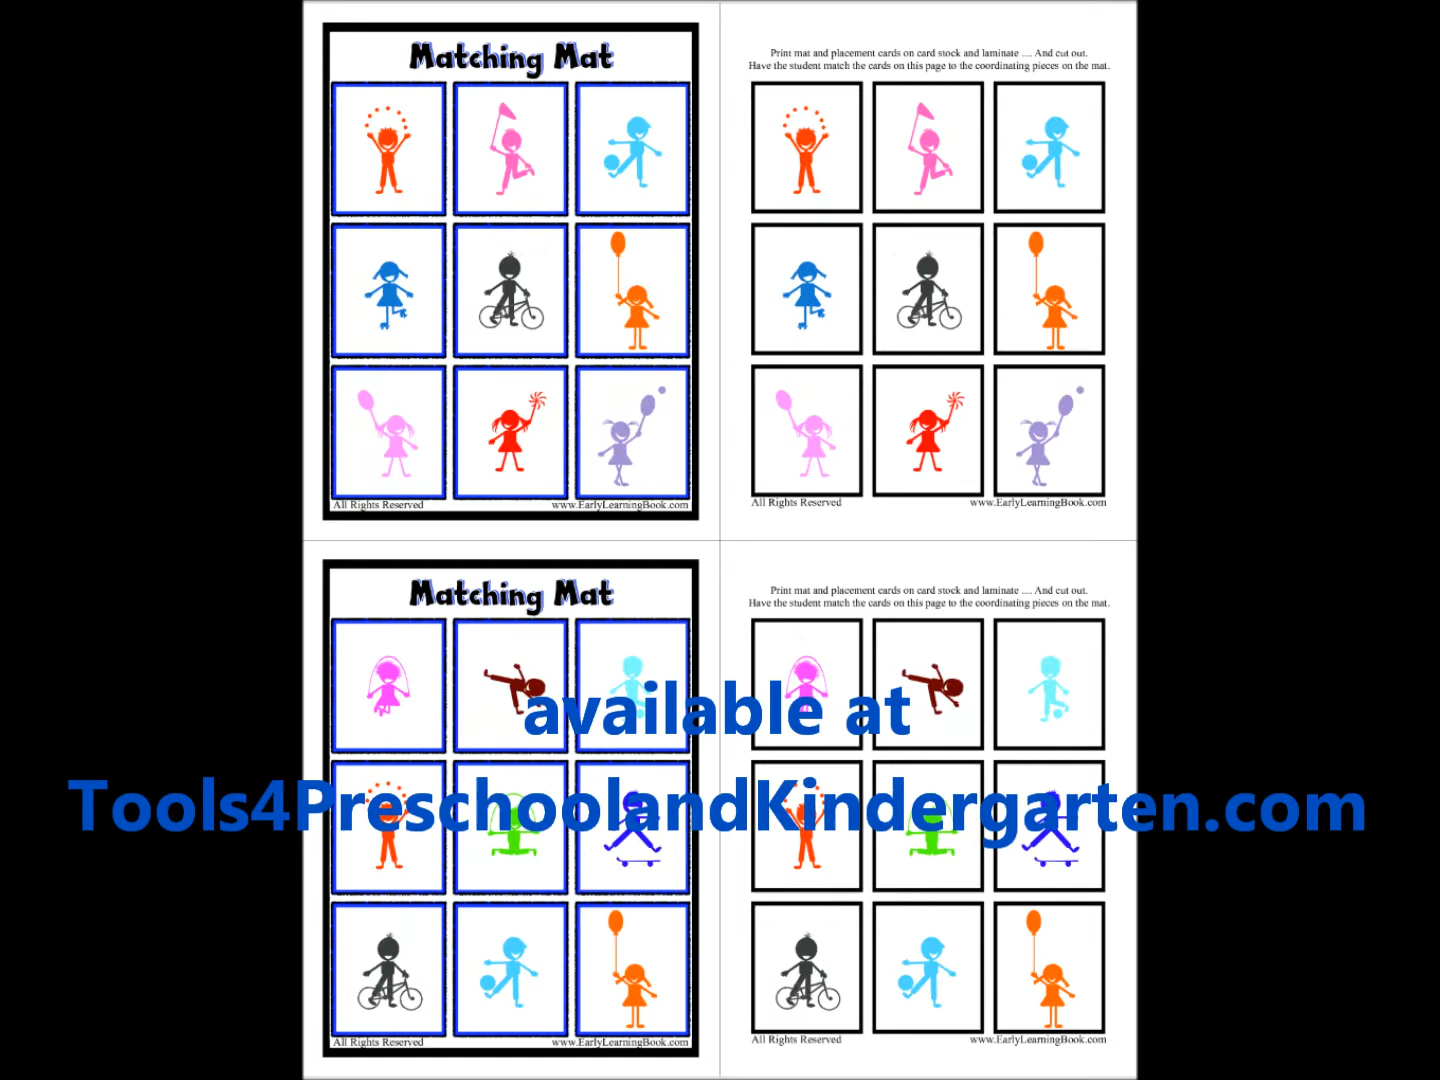 Matching Mat
All Rights Reserved
www.EarlyLearningBook.com
Print mat and placement cards on card stock and laminate .... And cut out.
Have the student match the cards on this page to the coordinating pieces on the mat.
All Rights Reserved
www.EarlyLearningBook.com
Matching Mat
All Rights Reserved
www.EarlyLearningBook.com
Print mat and placement cards on card stock and laminate .... And cut out.
Have the student match the cards on this page to the coordinating pieces on the mat.
All Rights Reserved
www.EarlyLearningBook.com
available at
Tools4PreschoolandKindergarten.com